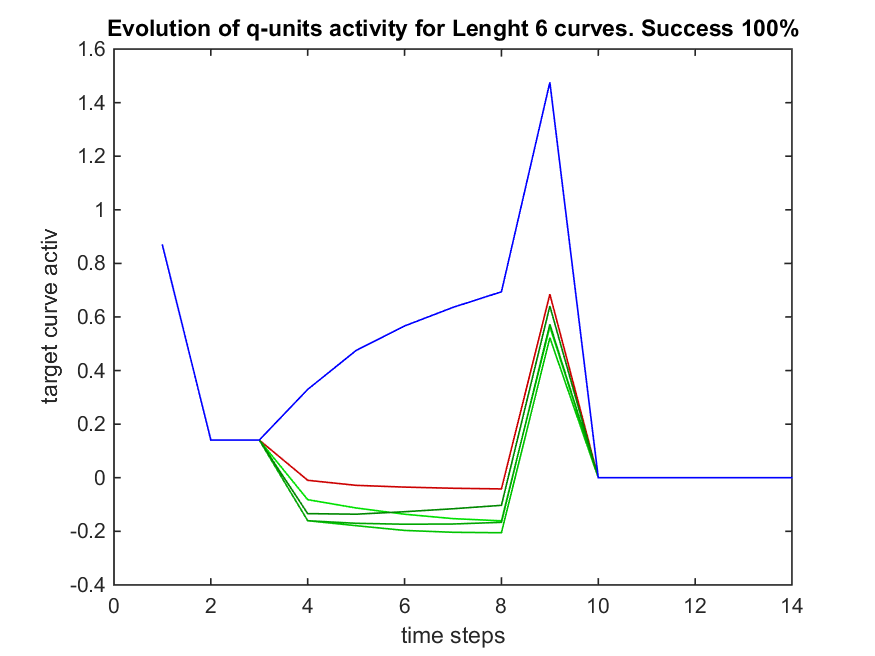 Evolution of q-units activity for Lenght 6 curves. Success 100%
1.6
1.4
1.2
1
0.8
0.6
0.4
0.2
0
-0.2
-0.4
target curve activ
0 2 4 6 8 10 12 14
time steps